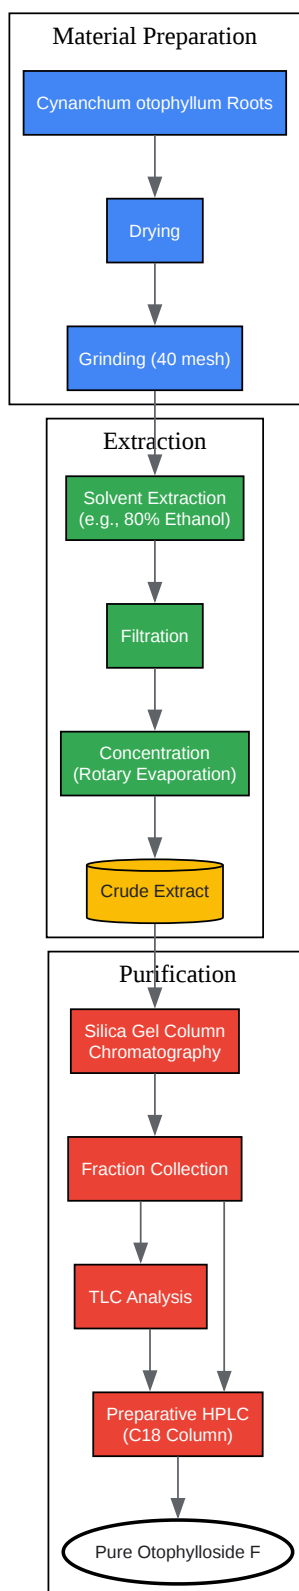 Material Preparation
Cynanchum otophyllum Roots
Drying
Grinding (40 mesh)
Extraction
Solvent Extraction
(e.g., 80% Ethanol)
Filtration
Concentration
(Rotary Evaporation)
Crude Extract
Purification
Silica Gel Column
Chromatography
Fraction Collection
TLC Analysis
Preparative HPLC
(C18 Column)
Pure Otophylloside F